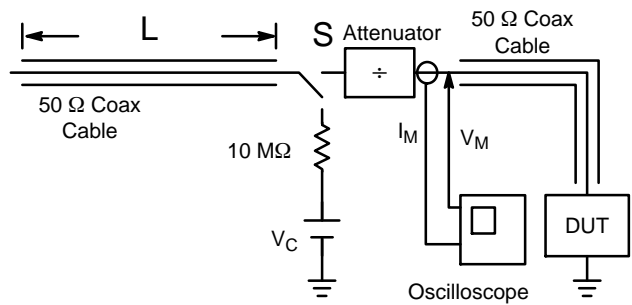 L
S
Attenuator
50 Ω Coax
Cable
÷
50 Ω Coax
Cable
10 MΩ
I_M
V_M
V_C
DUT
Oscilloscope